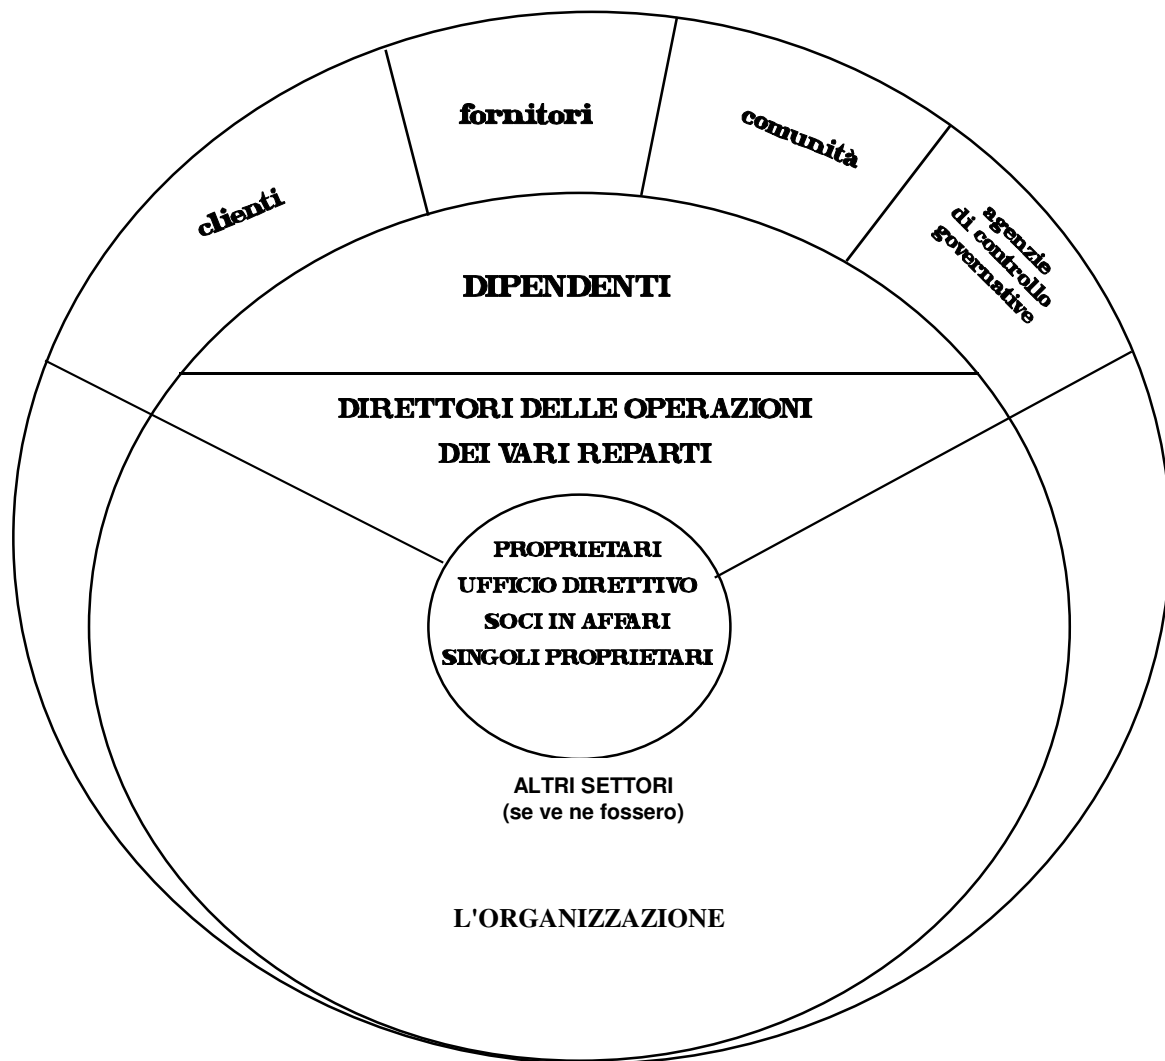 fornitori
comunità
clienti
agenzie
di controllo
governative
DIPENDENTI
DIRETTORI DELLE OPERAZIONI
DEI VARI REPARTI
PROPRIETARI
UFFICIO DIRETTIVO
SOCI IN AFFARI
SINGOLI PROPRIETARI
ALTRI SETTORI
(se ve ne fossero)
L'ORGANIZZAZIONE